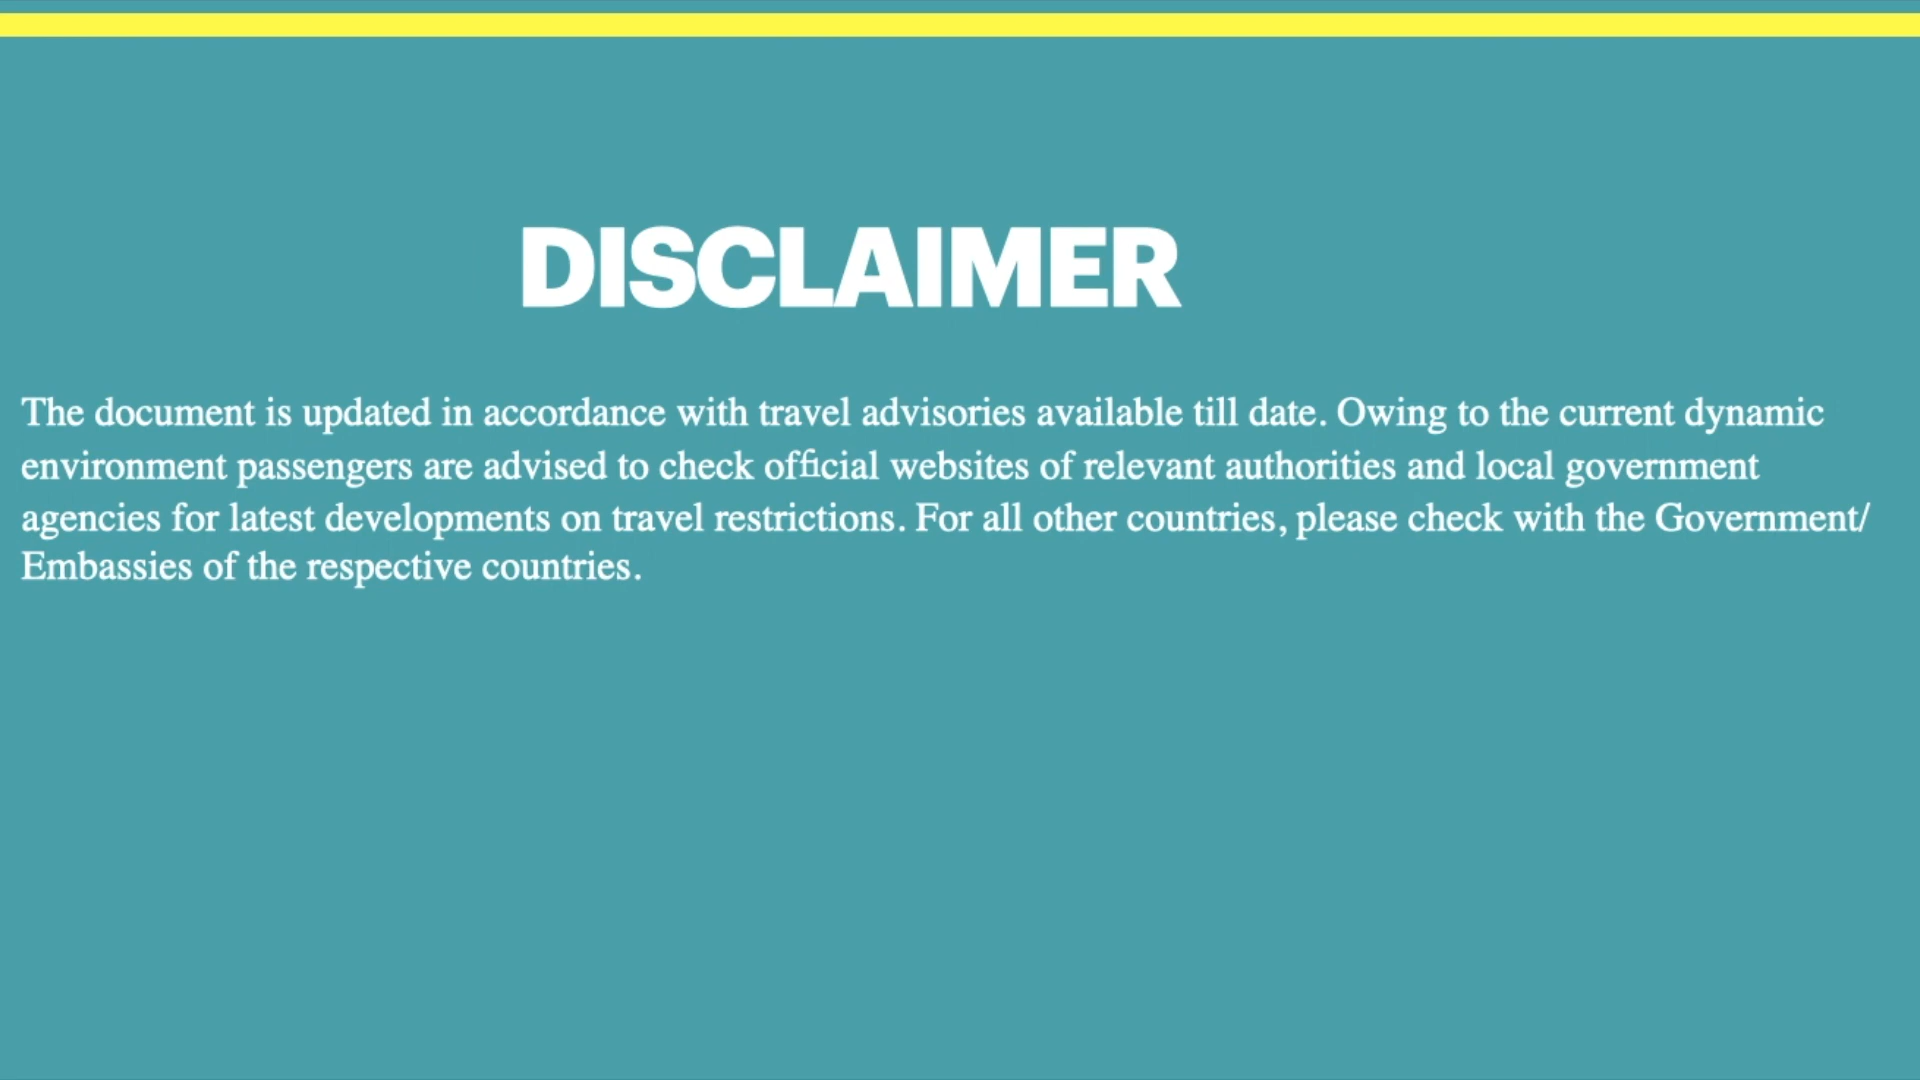 DISCLAIMER
The document is updated in accordance with travel advisories available till date. Owing to the current dynamic
environment passengers are advised to check official websites of relevant authorities and local government
agencies for latest developments on travel restrictions. For all other countries, please check with the Government/
Embassies of the respective countries.